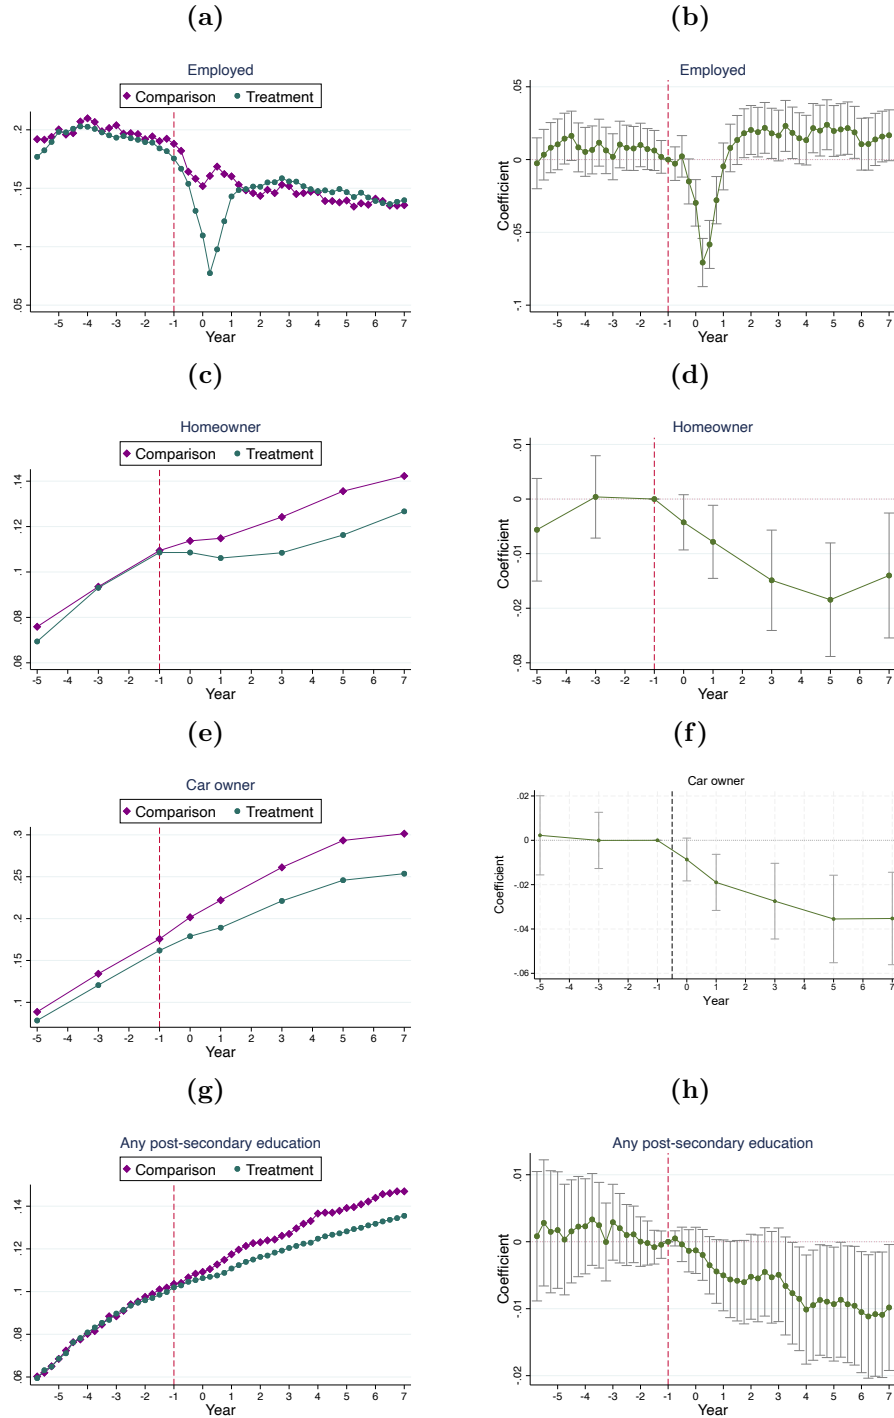 (a)
Employed
Comparison Treatment
.2
.15
.1
.05
-5 -4 -3 -2 -1 0 1 2 3 4 5 6 7
Year
(b)
Employed
Coefficient
.05
0
-.05
-.1
-5 -4 -3 -2 -1 0 1 2 3 4 5 6 7
Year
(c)
Homeowner
Comparison Treatment
.14
.12
.1
.08
.06
-5 -4 -3 -2 -1 0 1 2 3 4 5 6 7
Year
(d)
Homeowner
Coefficient
.01
0
-.01
-.02
-.03
-5 -4 -3 -2 -1 0 1 2 3 4 5 6 7
Year
(e)
Car owner
Comparison Treatment
.3
.25
.2
.15
.1
-5 -4 -3 -2 -1 0 1 2 3 4 5 6 7
Year
(f)
Car owner
Coefficient
.02
0
-.02
-.04
-.06
-5 -4 -3 -2 -1 0 1 2 3 4 5 6 7
Year
(g)
Any post-secondary education
Comparison Treatment
.14
.12
.1
.08
.06
-5 -4 -3 -2 -1 0 1 2 3 4 5 6 7
Year
(h)
Any post-secondary education
Coefficient
.01
0
-.01
-.02
-5 -4 -3 -2 -1 0 1 2 3 4 5 6 7
Year